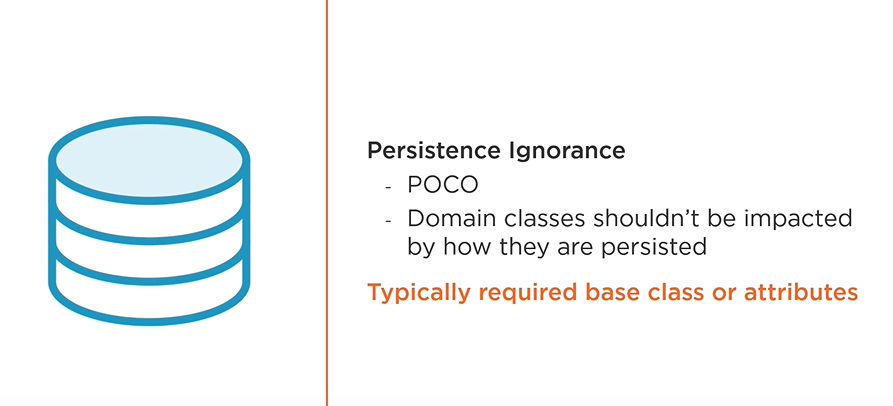 Persistence Ignorance
- POCO
- Domain classes shouldn't be impacted
by how they are persisted
Typically required base class or attributes